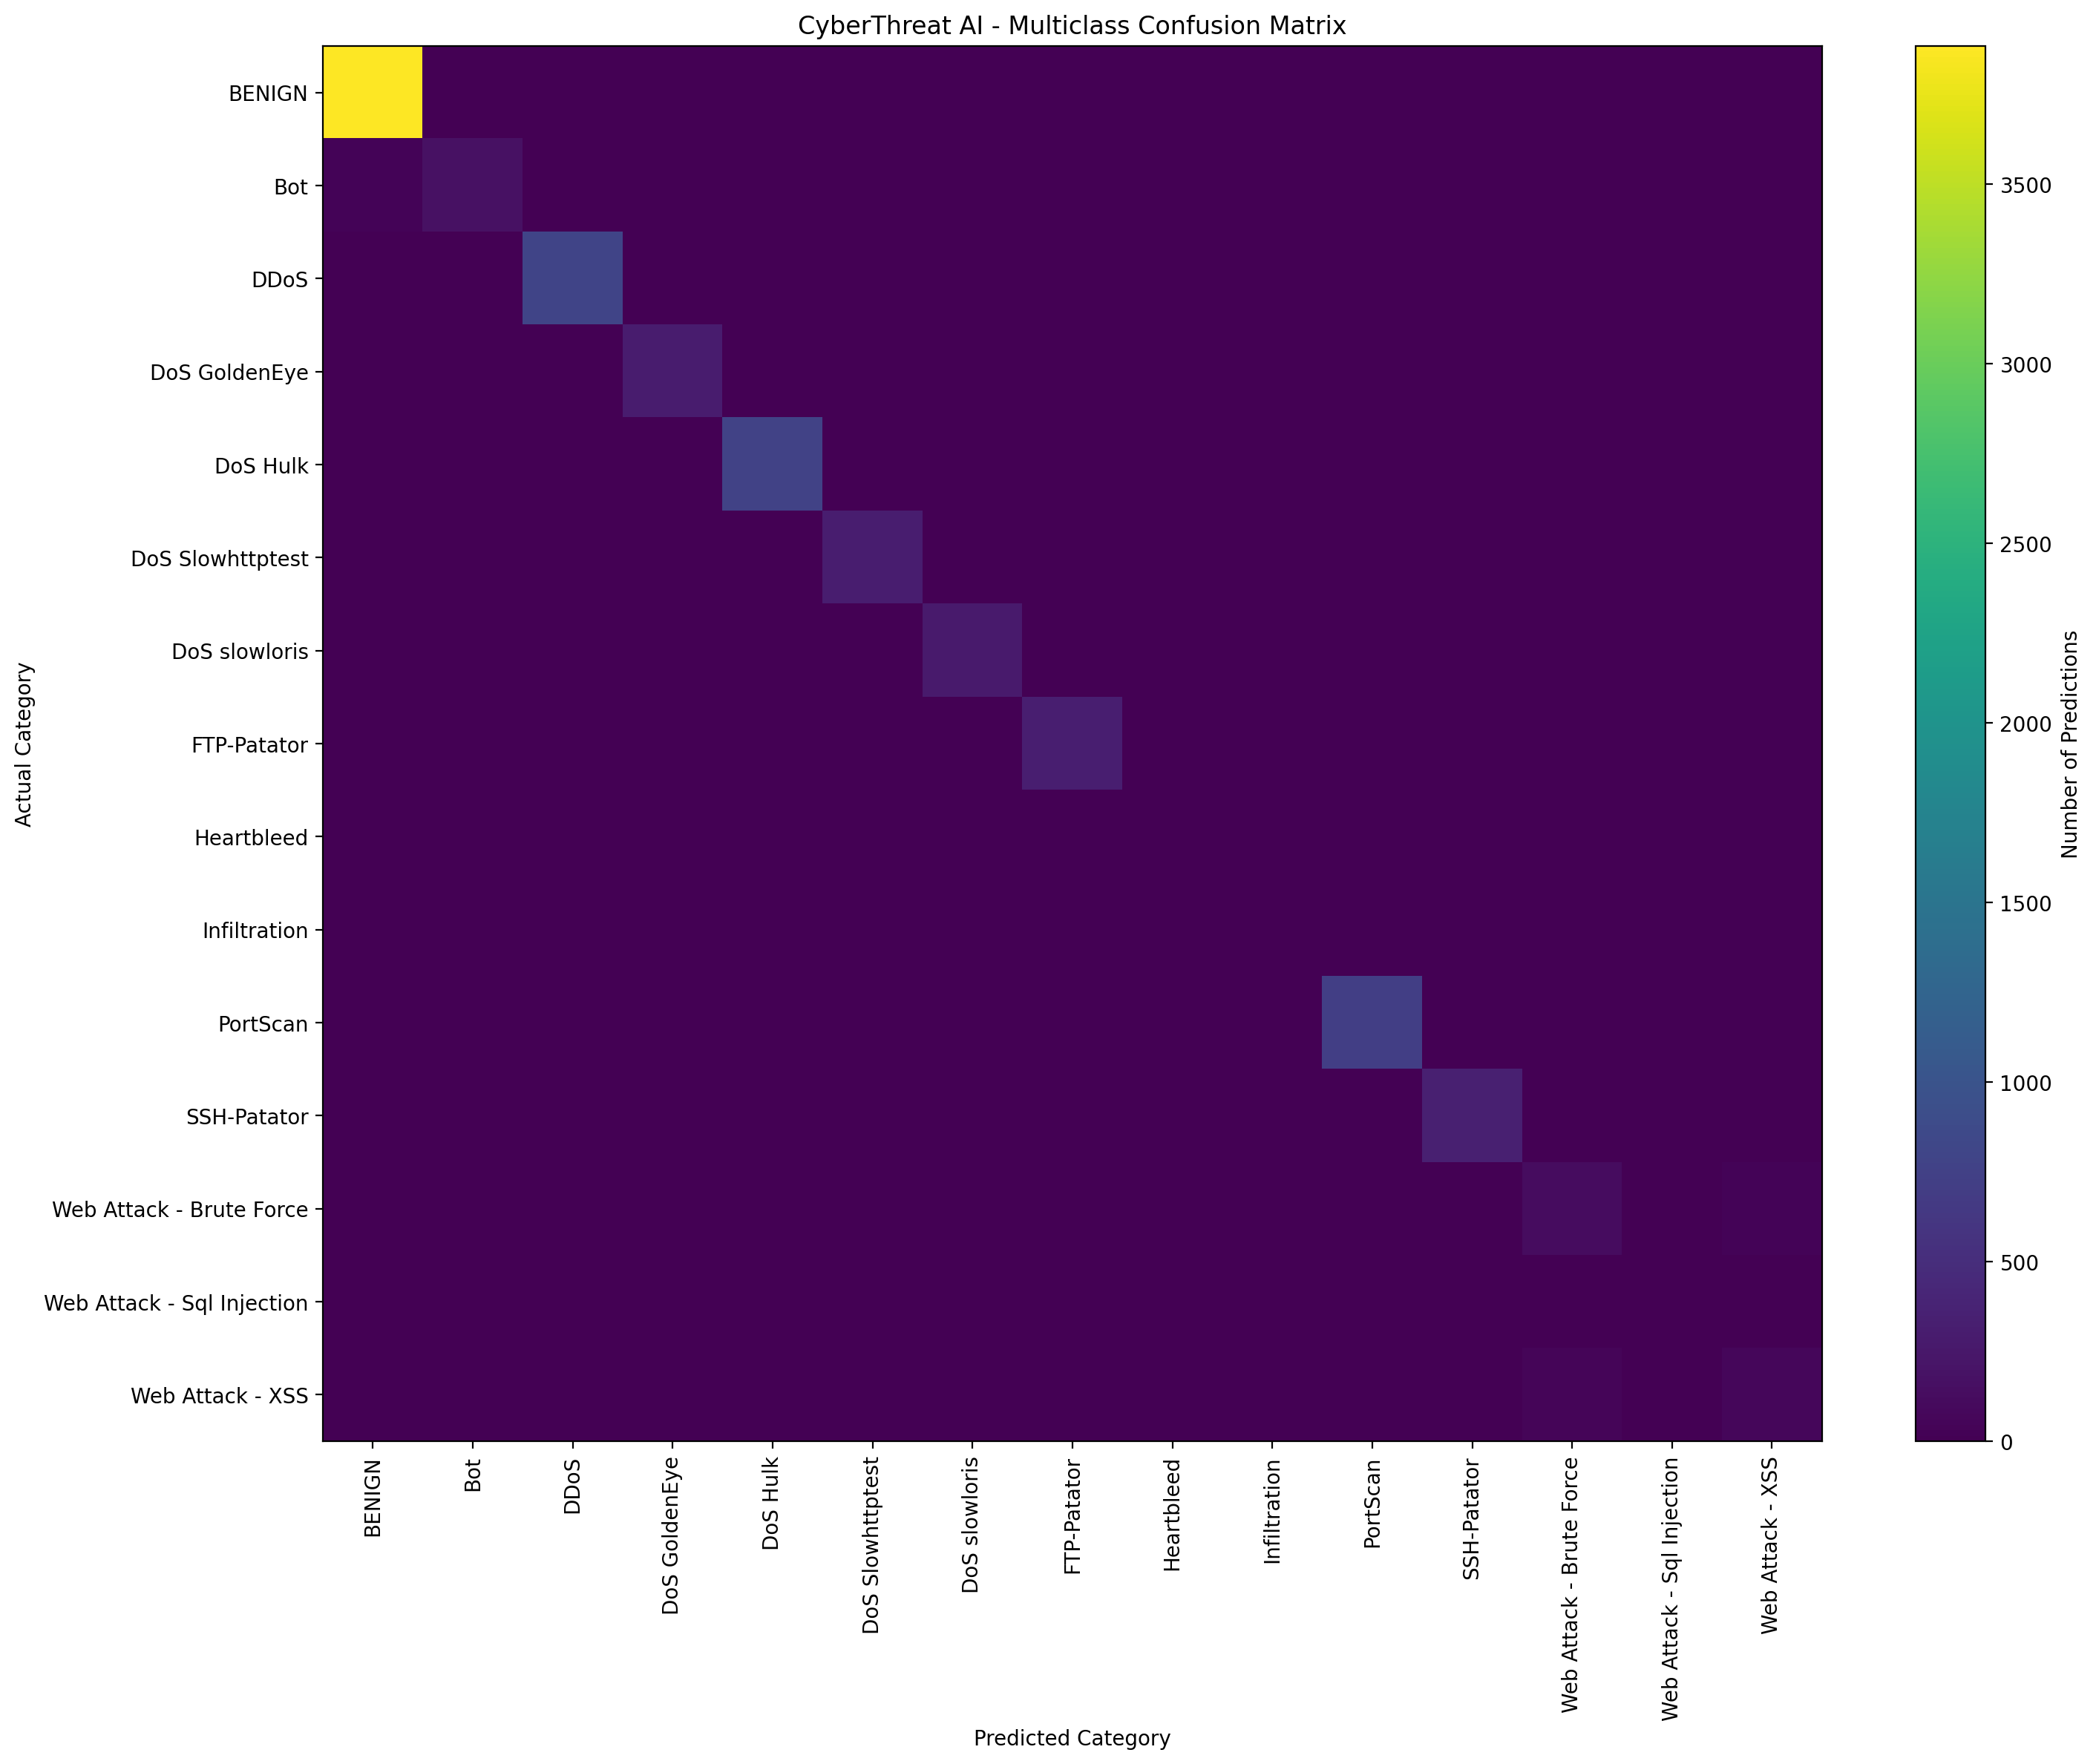 CyberThreat AI - Multiclass Confusion Matrix
Actual Category
BENIGN
Bot
DDoS
DoS GoldenEye
DoS Hulk
DoS Slowhttptest
DoS slowloris
FTP-Patator
Heartbleed
Infiltration
PortScan
SSH-Patator
Web Attack - Brute Force
Web Attack - Sql Injection
Web Attack - XSS
BENIGN
Bot
DDoS
DoS GoldenEye
DoS Hulk
DoS Slowhttptest
DoS slowloris
FTP-Patator
Heartbleed
Infiltration
PortScan
SSH-Patator
Web Attack - Brute Force
Web Attack - Sql Injection
Web Attack - XSS
Predicted Category
3500
3000
2500
2000
1500
1000
500
0
Number of Predictions